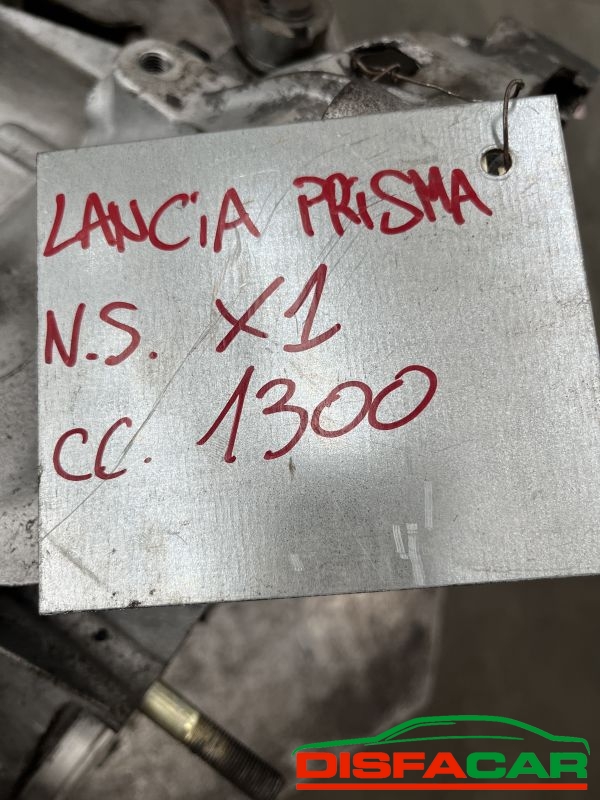 LANCiA PRiSMA
N.S. X1
CC. 1300
DISFACAR